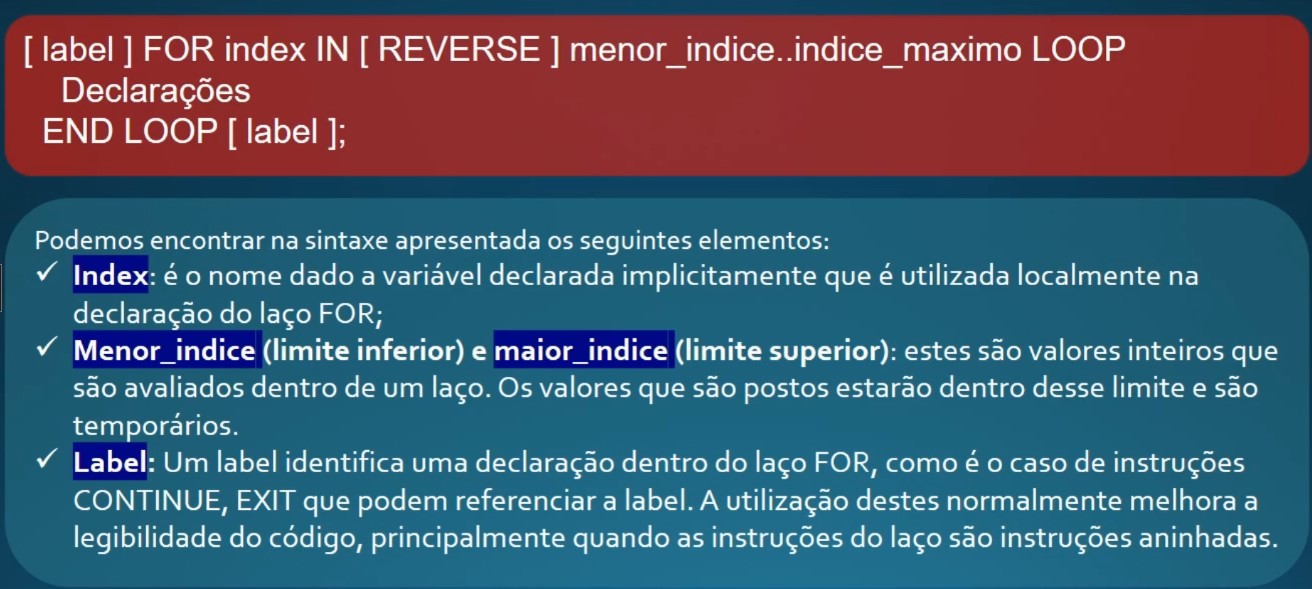 [ label ] FOR index IN [ REVERSE ] menor_indice..indice_maximo LOOP
Declarações
END LOOP [ label ];
Podemos encontrar na sintaxe apresentada os seguintes elementos:
✓ Index: é o nome dado a variável declarada implicitamente que é utilizada localmente na
declaração do laço FOR;
✓ Menor_indice (limite inferior) e maior_indice (limite superior): estes são valores inteiros que
são avaliados dentro de um laço. Os valores que são postos estarão dentro desse limite e são
temporários.
✓ Label: Um label identifica uma declaração dentro do laço FOR, como é o caso de instruções
CONTINUE, EXIT que podem referenciar a label. A utilização destes normalmente melhora a
legibilidade do código, principalmente quando as instruções do laço são instruções aninhadas.